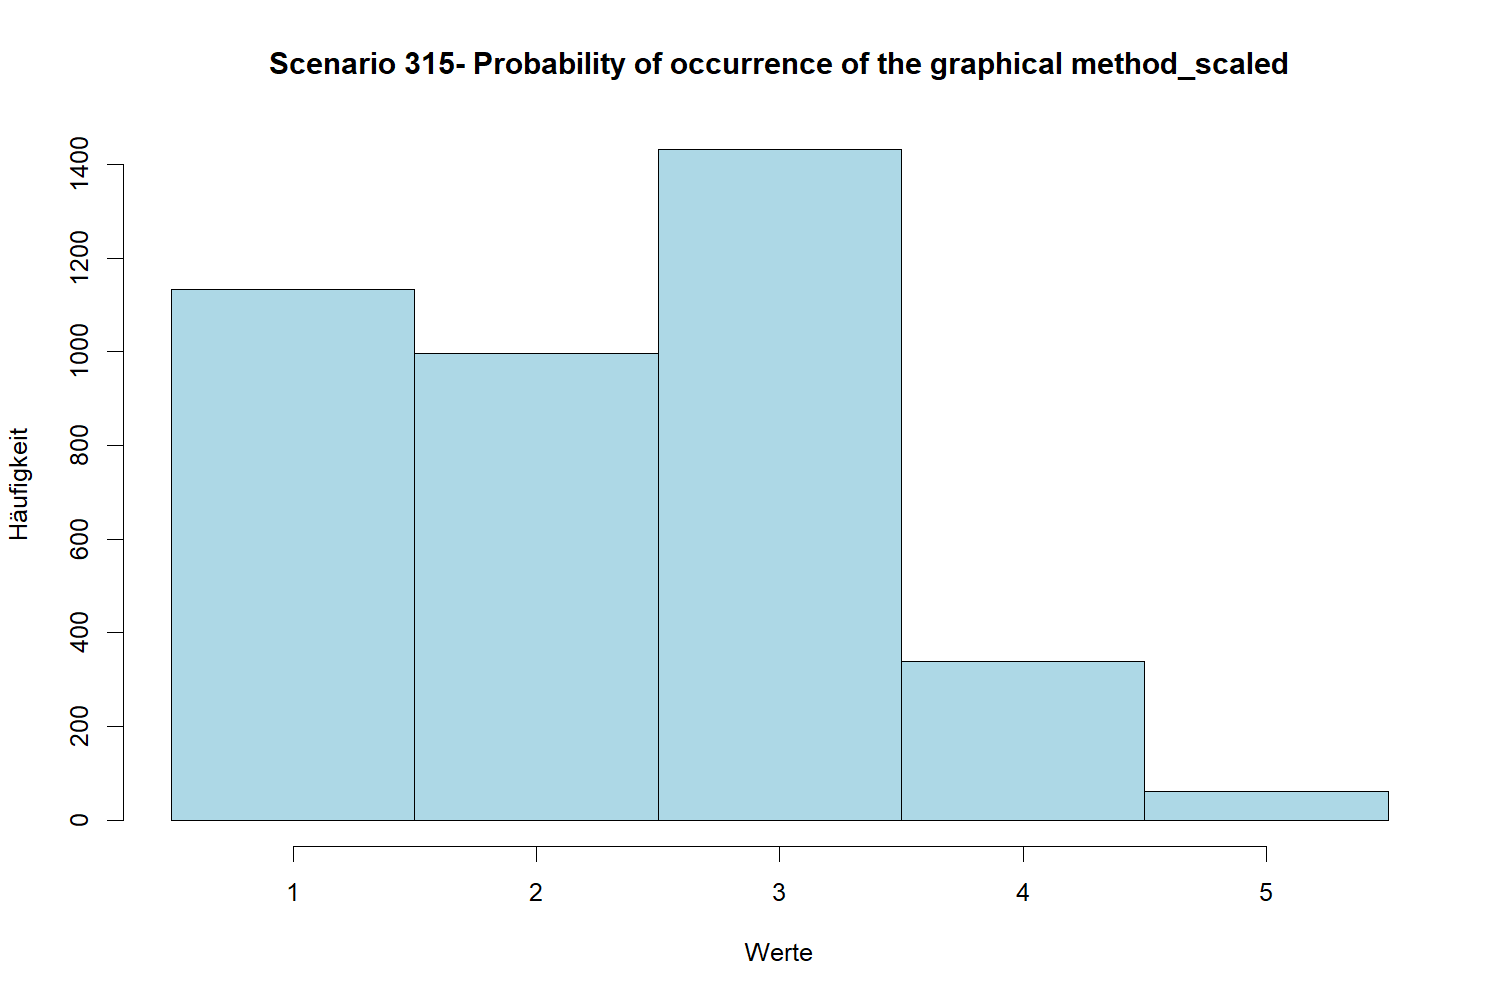 Scenario 315- Probability of occurrence of the graphical method_scaled
1400
1200
1000
800
600
400
200
0
Häufigkeit
1 2 3 4 5
Werte